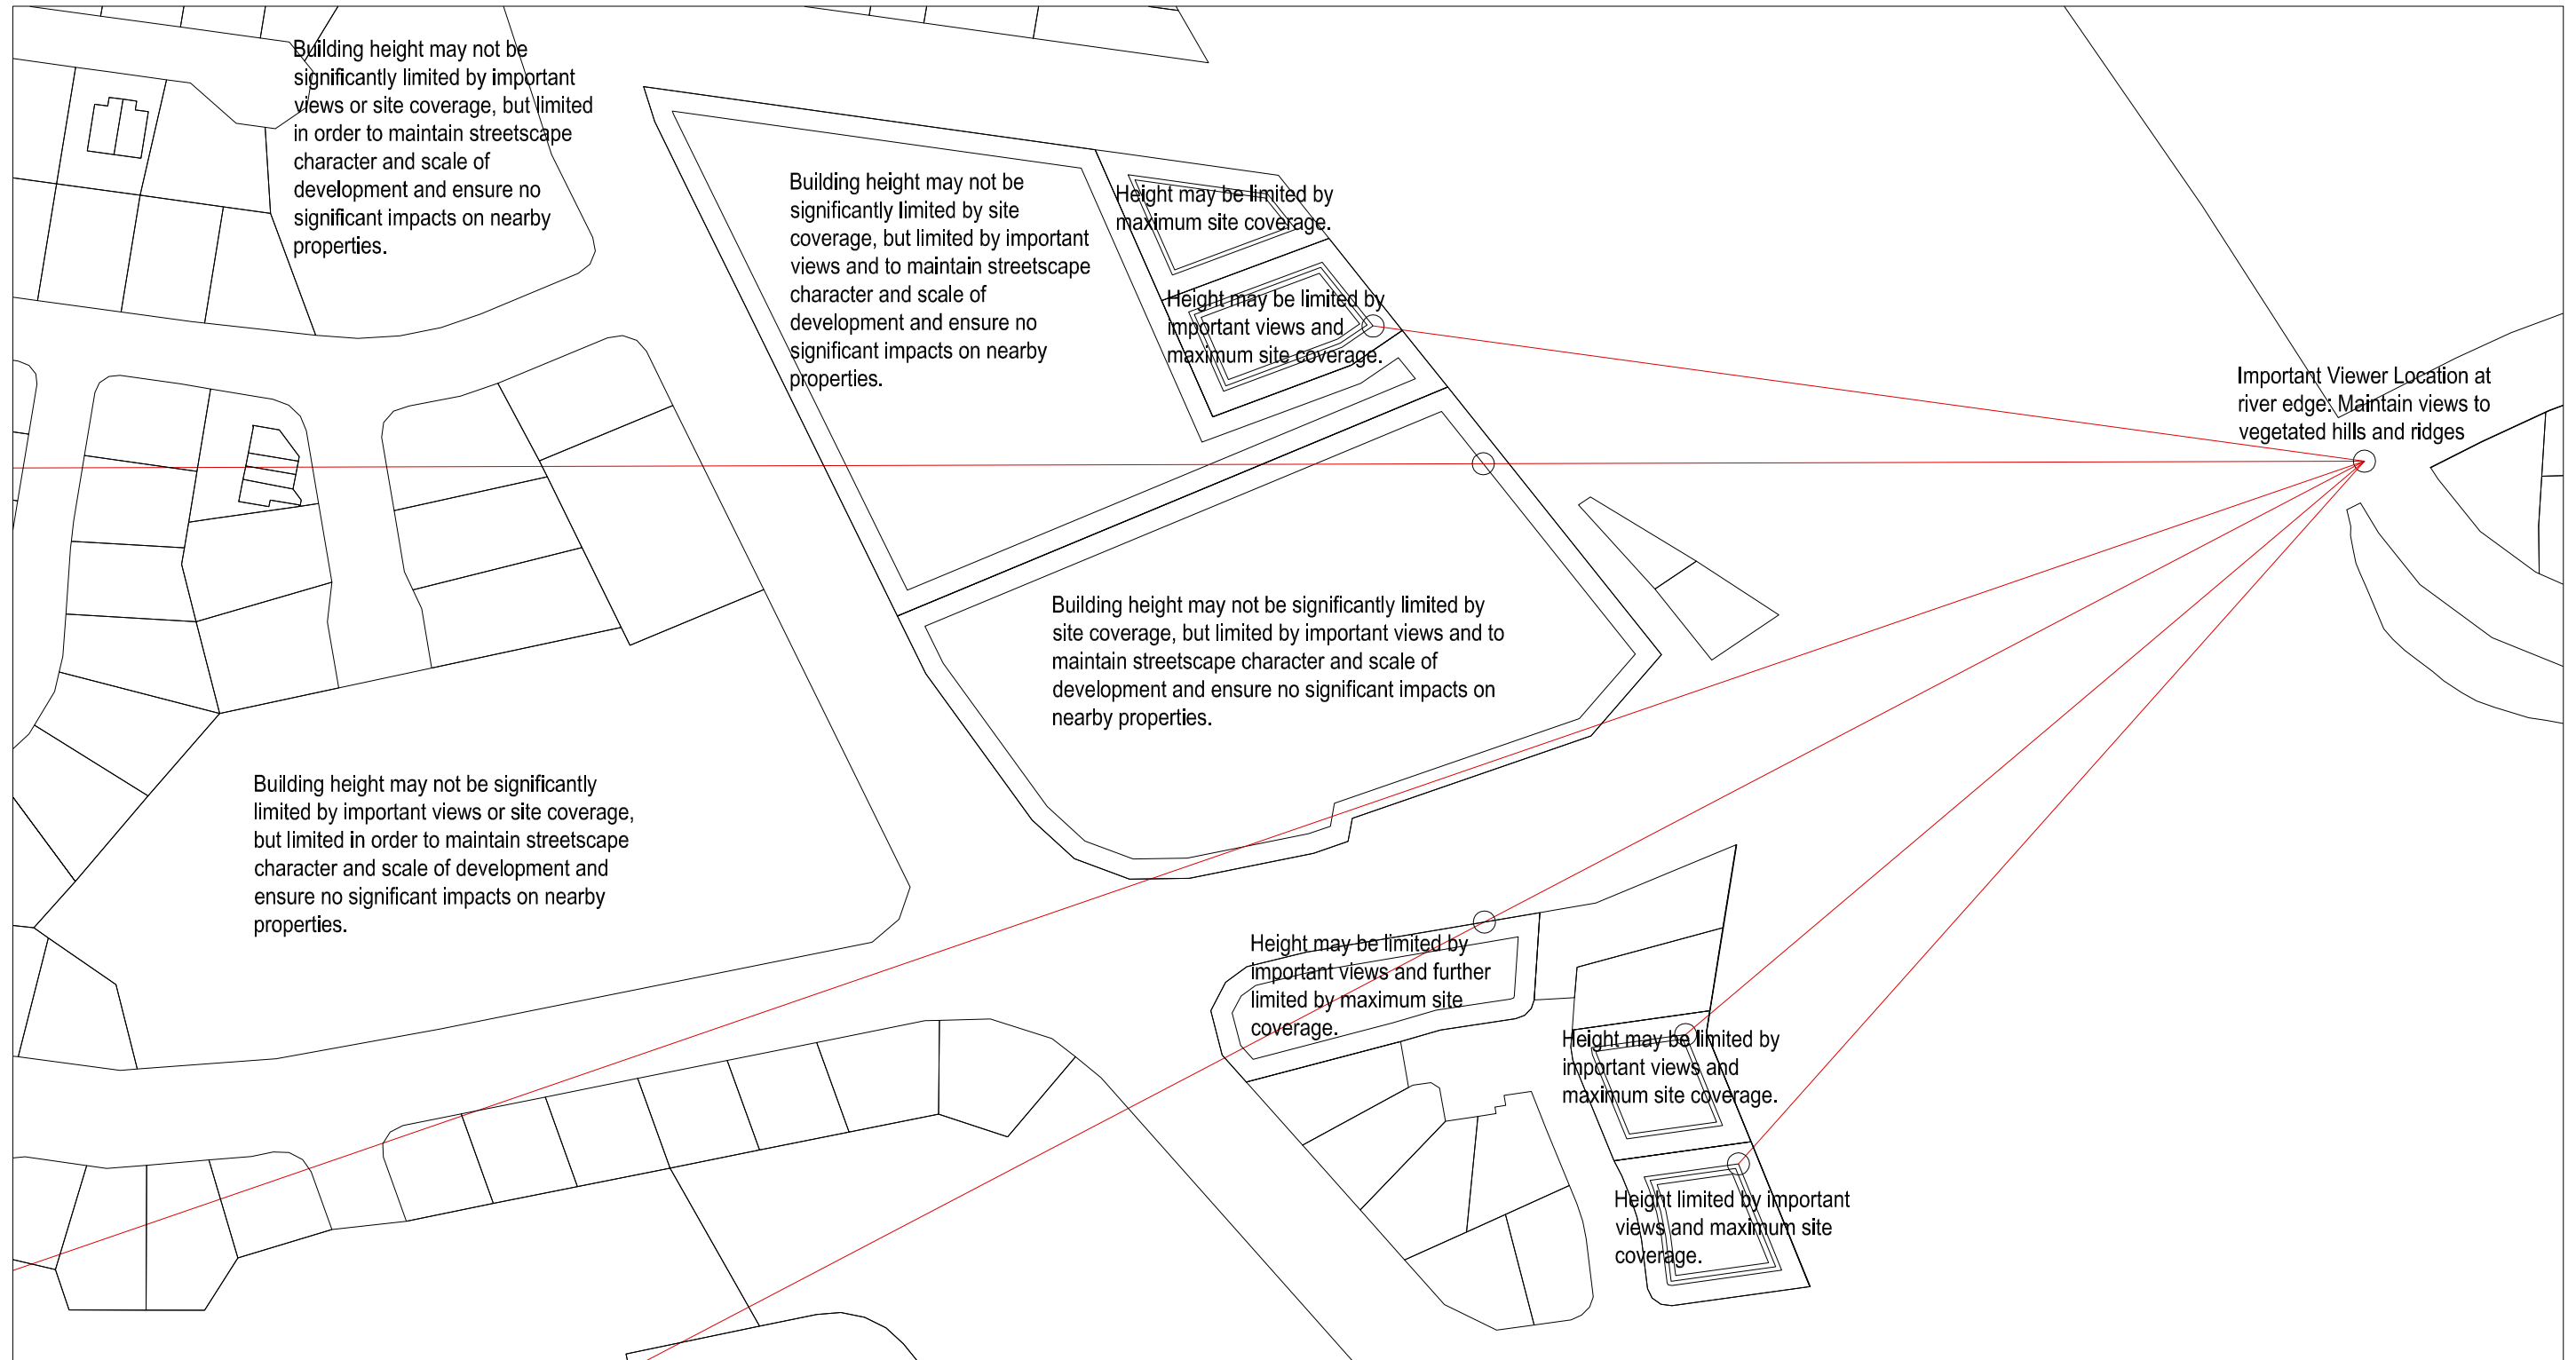 Building height may not be
significantly limited by important
views or site coverage, but limited
in order to maintain streetscape
character and scale of
development and ensure no
significant impacts on nearby
properties.
Building height may not be
significantly limited by site
coverage, but limited by important
views and to maintain streetscape
character and scale of
development and ensure no
significant impacts on nearby
properties.
Height may be limited by
maximum site coverage.
Height may be limited by
important views and
maximum site coverage.
Important Viewer Location at
river edge: Maintain views to
vegetated hills and ridges
Building height may not be significantly limited by
site coverage, but limited by important views and to
maintain streetscape character and scale of
development and ensure no significant impacts on
nearby properties.
Building height may not be significantly
limited by important views or site coverage,
but limited in order to maintain streetscape
character and scale of development and
ensure no significant impacts on nearby
properties.
Height may be limited by
important views and further
limited by maximum site
coverage.
Height may be limited by
important views and
maximum site coverage.
Height limited by important
views and maximum site
coverage.